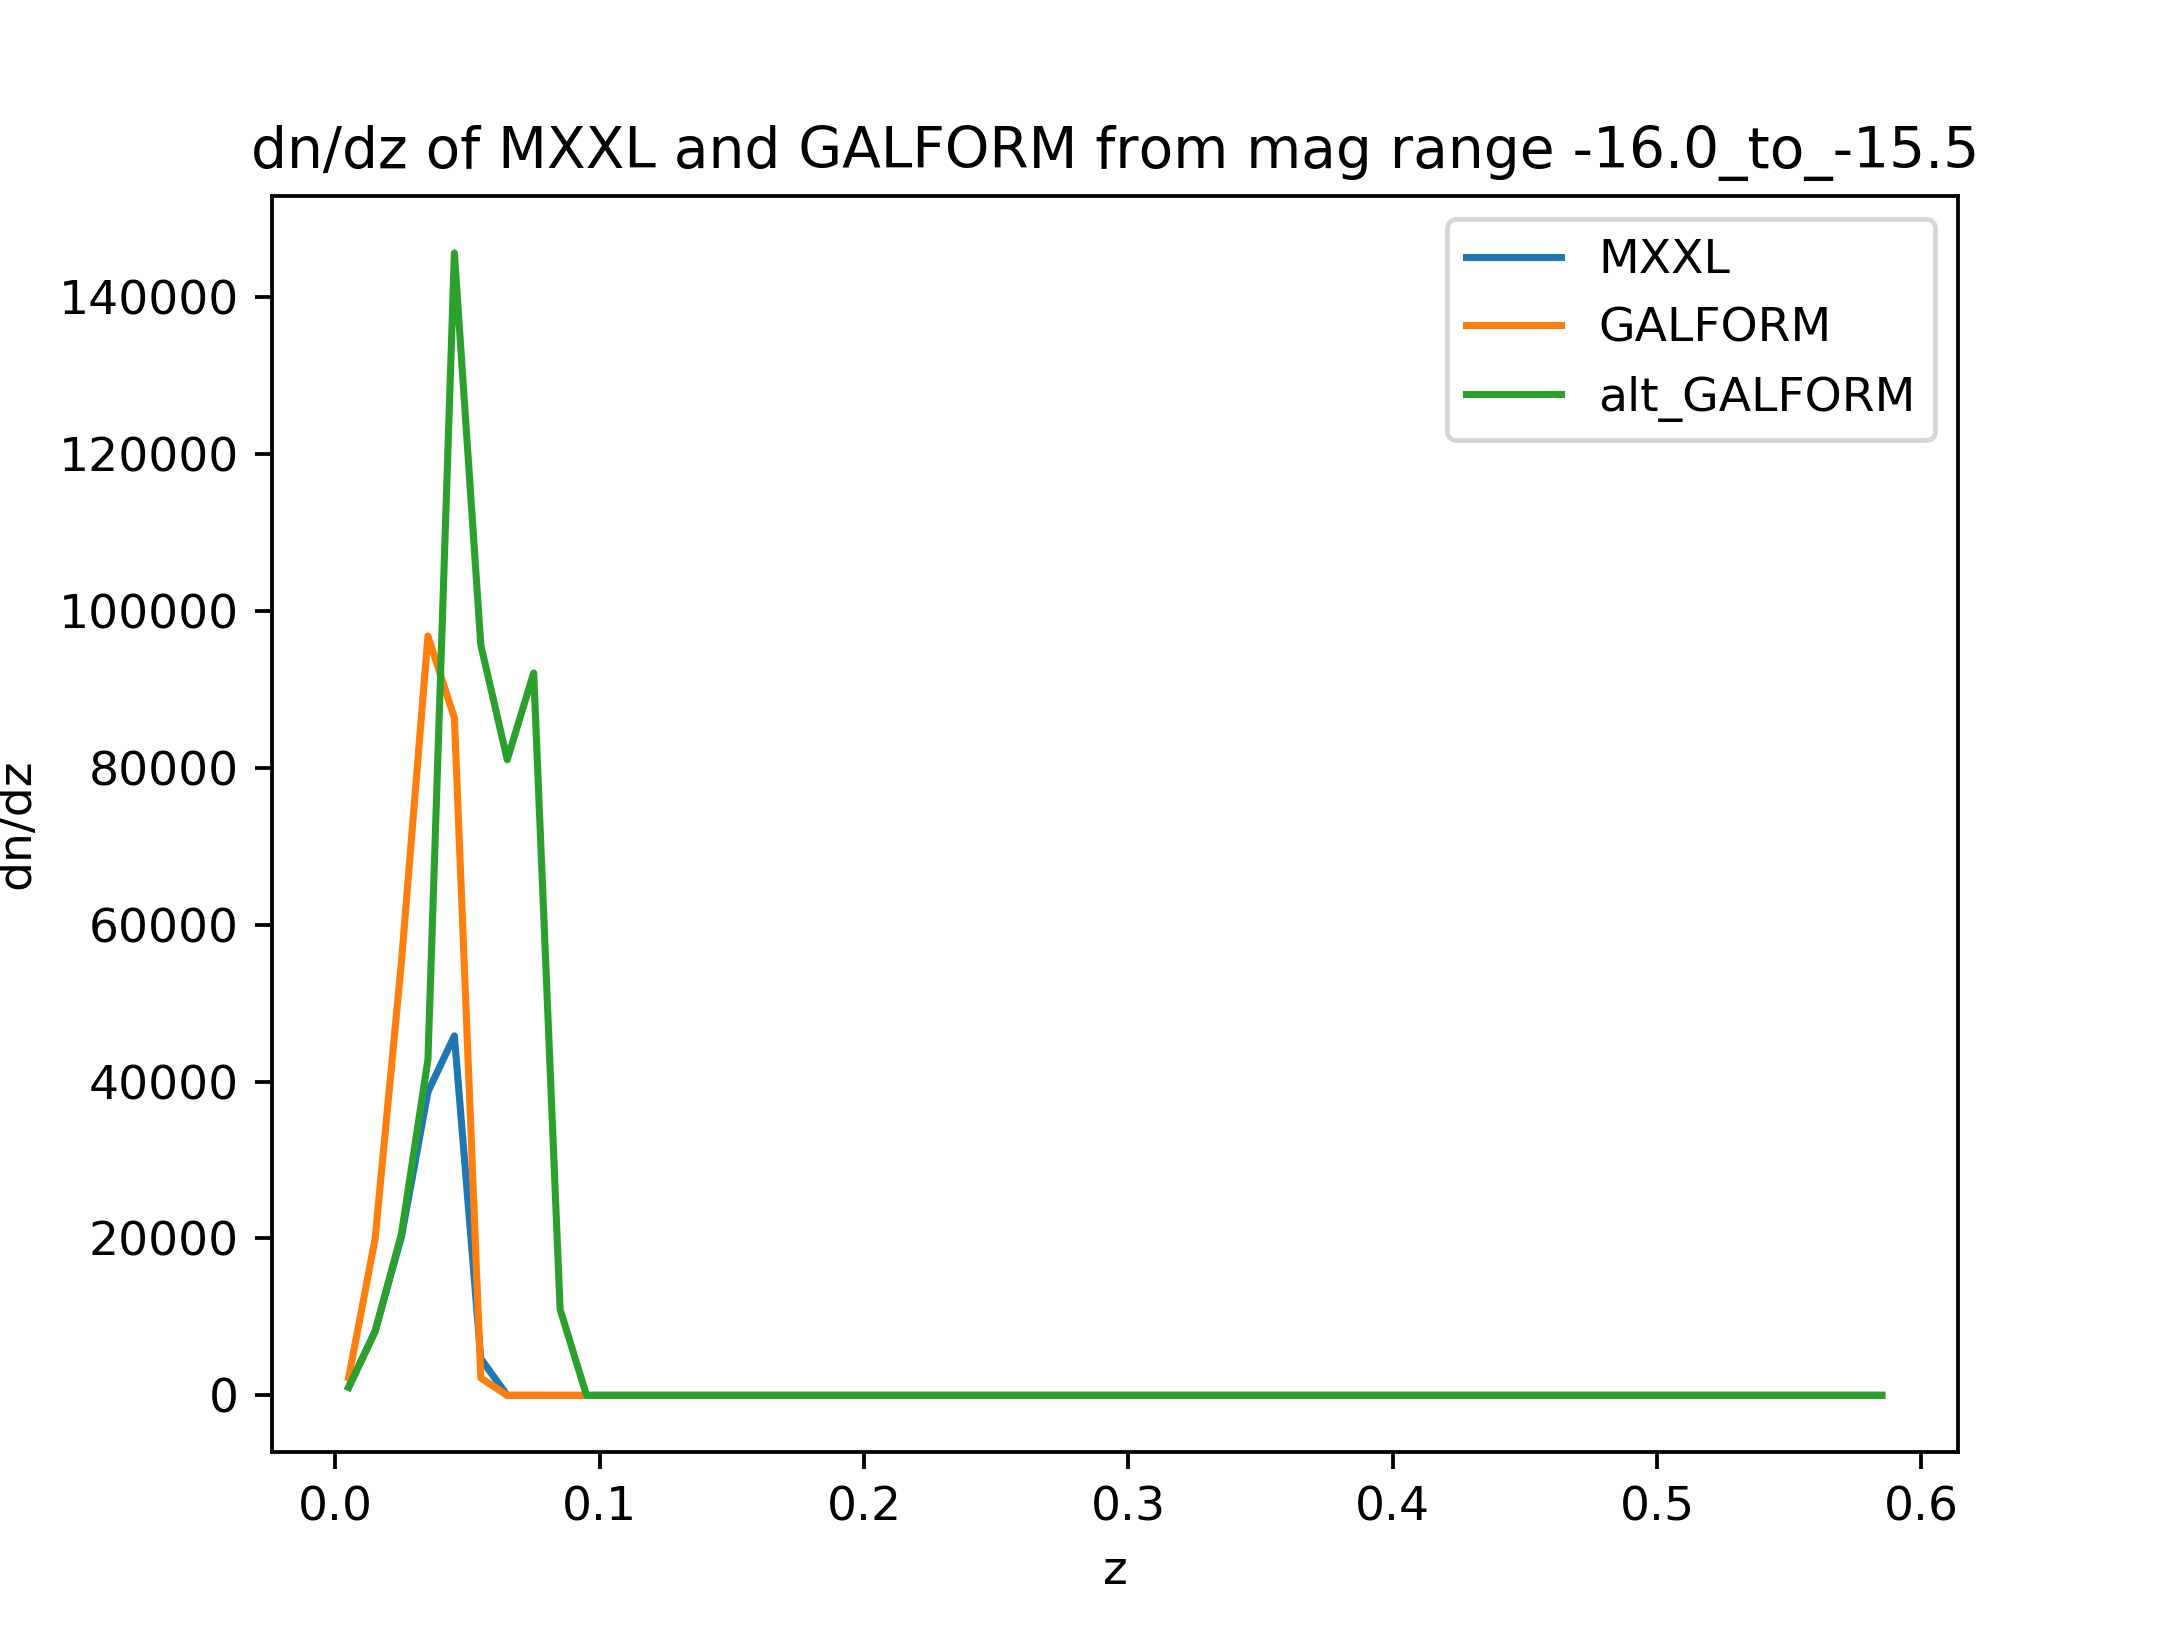 dn/dz of MXXL and GALFORM from mag range -16.0_to_-15.5
MXXL
GALFORM
alt_GALFORM
140000
120000
100000
80000
60000
40000
20000
0
dn/dz
0.0 0.1 0.2 0.3 0.4 0.5 0.6
z